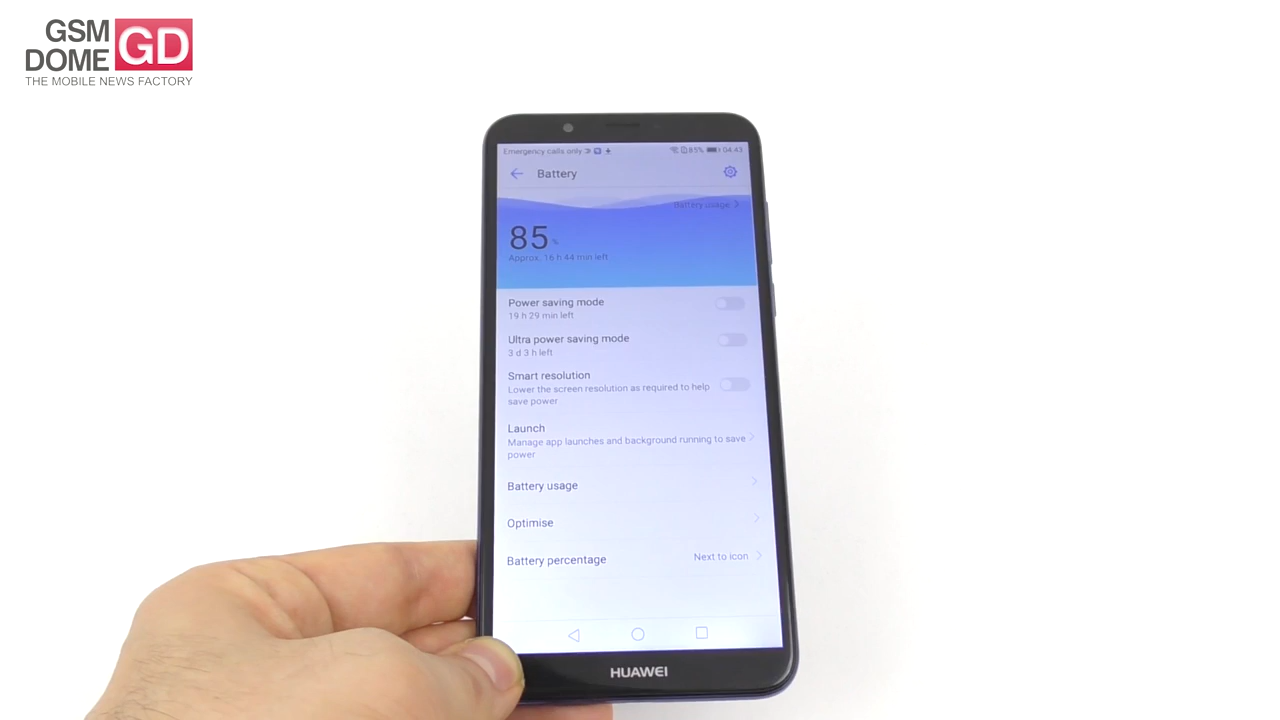 GSM
DOME
GD
THE MOBILE NEWS FACTORY
Emergency calls only
85% 04:43
Battery
Battery usage
85 %
Approx. 16 h 44 min left
Power saving mode
19 h 29 min left
Ultra power saving mode
3 d 3 h left
Smart resolution
Lower the screen resolution as required to help
save power
Launch
Manage app launches and background running to save
power
Battery usage
Optimise
Battery percentage
Next to icon
HUAWEI